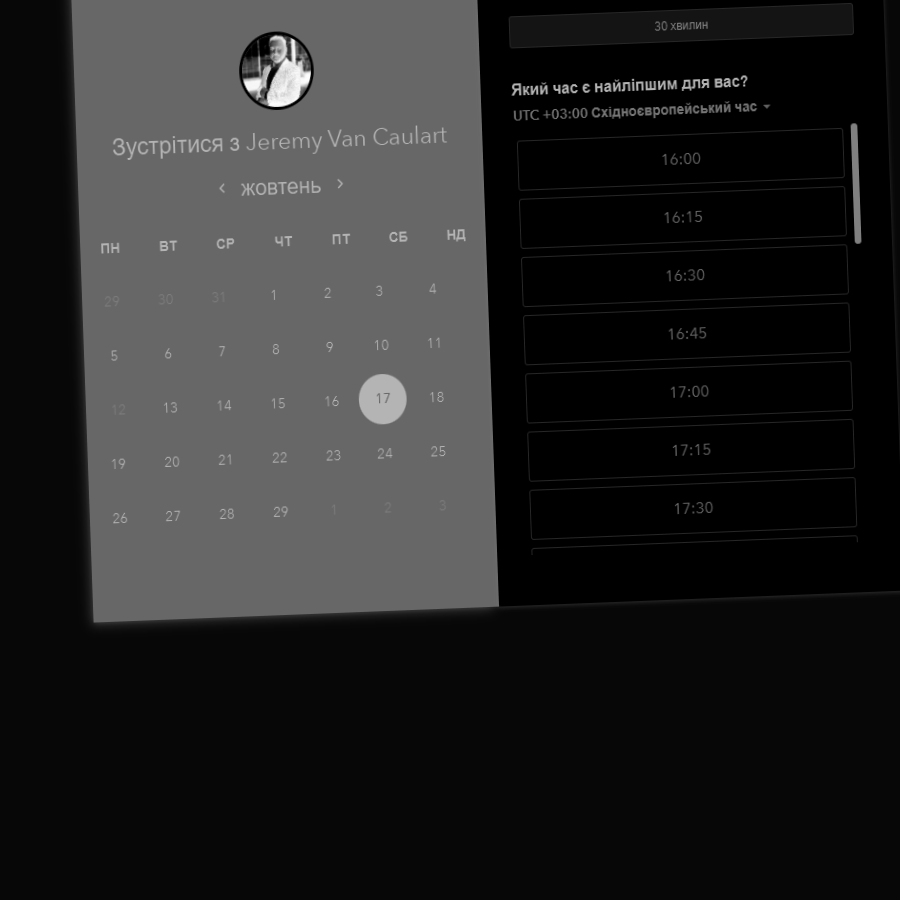 Зустрітися з Jeremy Van Caulart
жовтень
ПН ВТ СР ЧТ ПТ СБ НД
29 30 31 1 2 3 4
5 6 7 8 9 10 11
12 13 14 15 16 17 18
19 20 21 22 23 24 25
26 27 28 29 1 2 3
30 хвилин
Який час є найліпшим для вас?
UTC +03:00 Східноєвропейський час
16:00
16:15
16:30
16:45
17:00
17:15
17:30